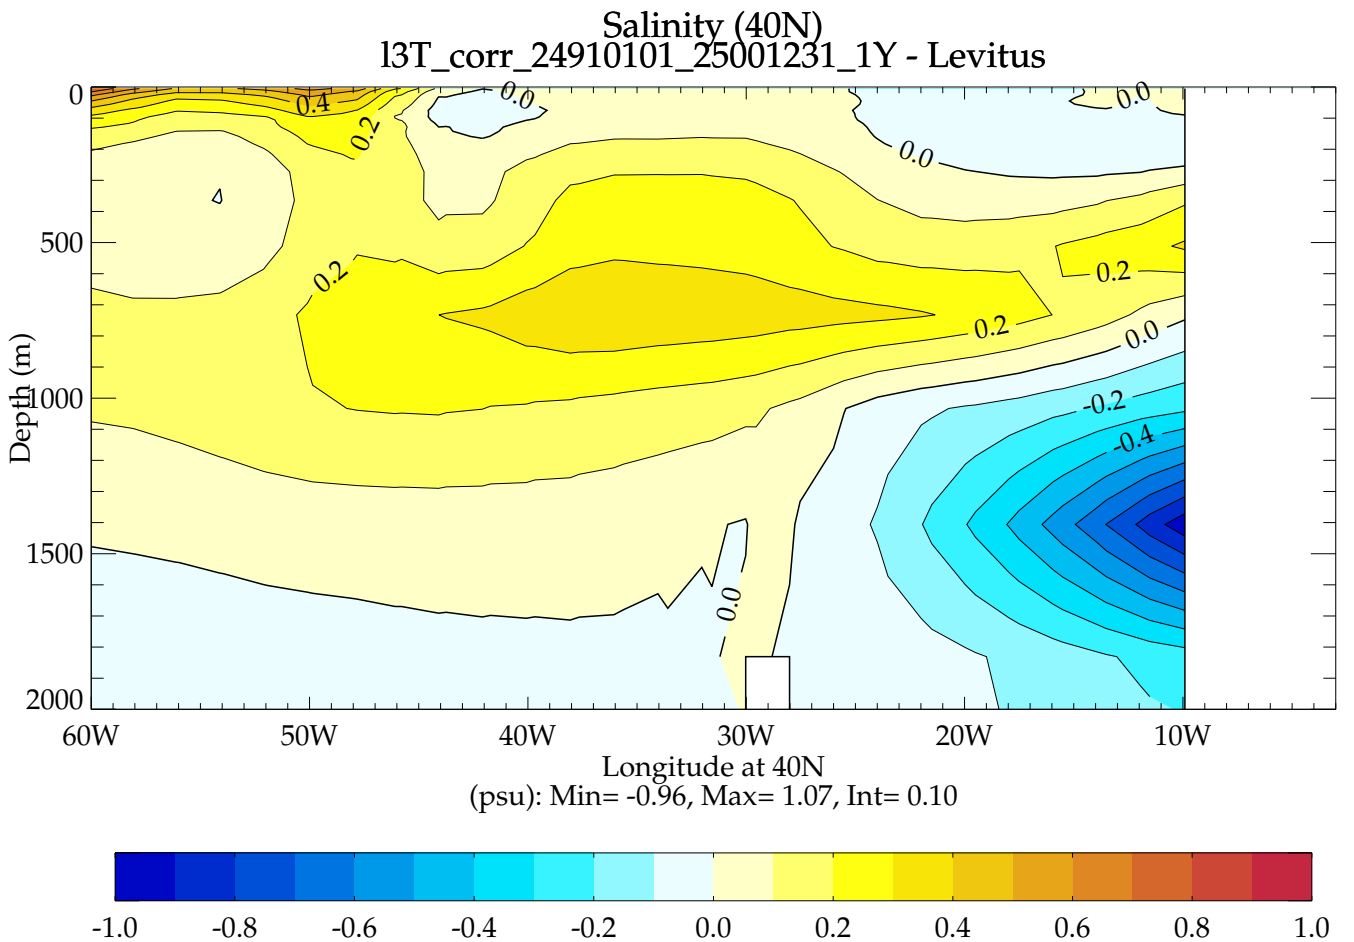 Salinity (40N)
l3T_corr_24910101_25001231_1Y - Levitus
0
500
1000
1500
2000
Depth (m)
0.4
0.2
0.0
0.0
0.0
0.2
0.2
0.2
0.0
-0.2
-0.4
0.0
60W 50W 40W 30W 20W 10W
Longitude at 40N
(psu): Min= -0.96, Max= 1.07, Int= 0.10
-1.0 -0.8 -0.6 -0.4 -0.2 0.0 0.2 0.4 0.6 0.8 1.0